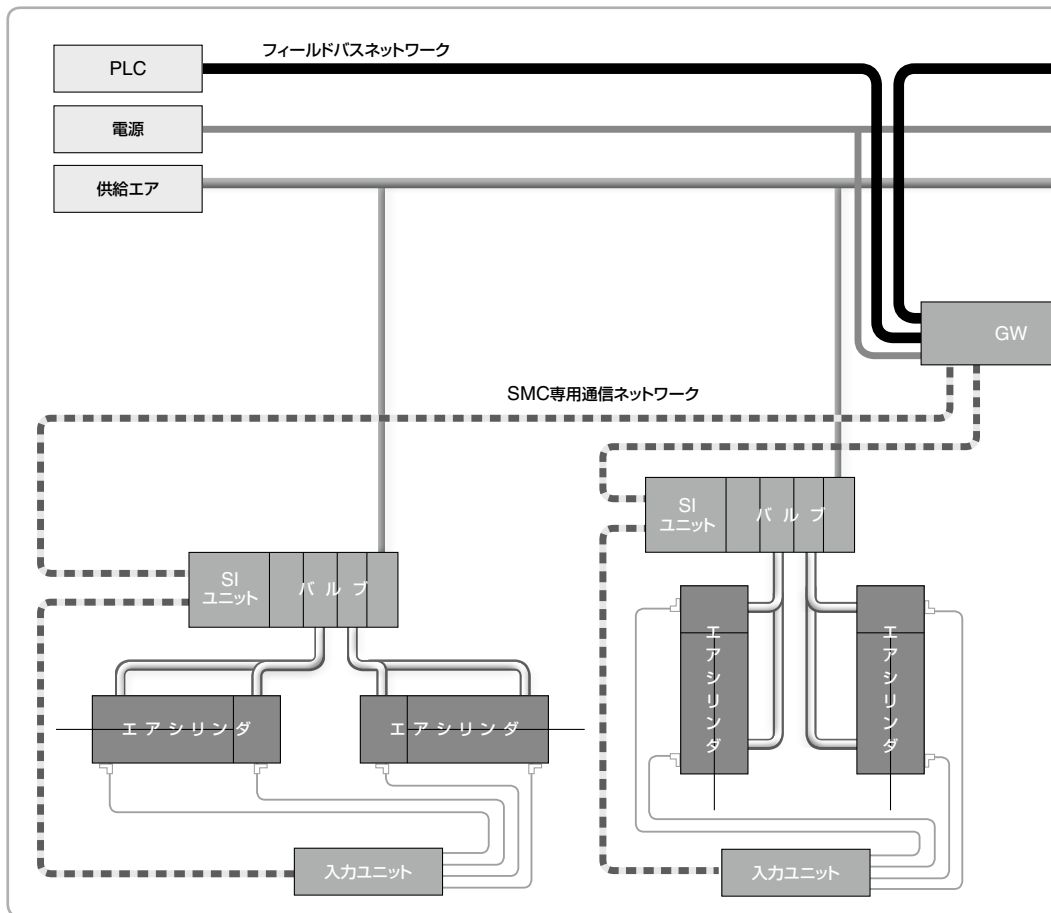 フィールドバスネットワーク
PLC
電源
供給エア
GW
SMC専用通信ネットワーク
SI
ユニット
バルブ
SI
ユニット
バルブ
エアシリンダ
エアシリンダ
エアシリンダ
エアシリンダ
入力ユニット
入力ユニット